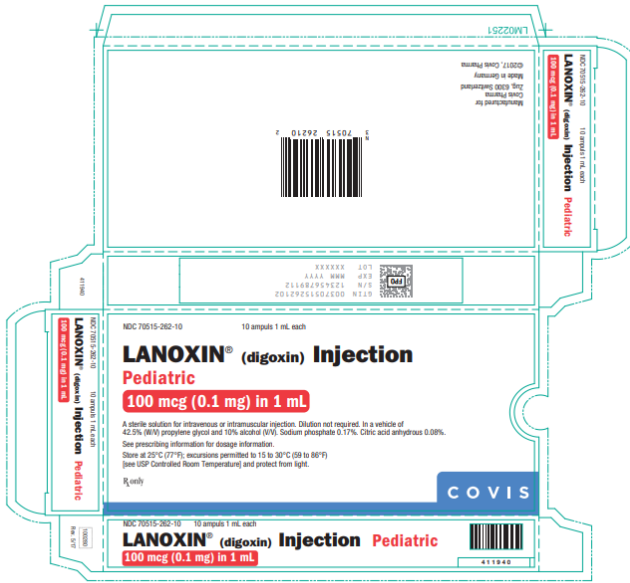 LM02251
Manufactured for
Covis Pharma
Zug, 6300 Switzerland
Made in Germany
©2017, Covis Pharma
N
3
70515
26210
2
NDC 70515-262-10
10 ampuls 1 mL each
LANOXIN® (digoxin) Injection Pediatric
100 mcg (0.1 mg) in 1 mL
GTIN 00370515262102
S/N 123456789112
EXP MMM YYYY
LOT XXXXXX
FPO
411940
NDC 70515-262-10
10 ampuls 1 mL each
LANOXIN® (digoxin) Injection Pediatric
100 mcg (0.1 mg) in 1 mL
NDC 70515-262-10
10 ampuls 1 mL each
LANOXIN® (digoxin) Injection
Pediatric
100 mcg (0.1 mg) in 1 mL
A sterile solution for intravenous or intramuscular injection. Dilution not required. In a vehicle of
42.5% (W/V) propylene glycol and 10% alcohol (V/V). Sodium phosphate 0.17%. Citric acid anhydrous 0.08%.
See prescribing information for dosage information.
Store at 25°C (77°F); excursions permitted to 15 to 30°C (59 to 86°F)
[see USP Controlled Room Temperature] and protect from light.
℞ only
COVIS
Rev. 5/17
NDC 70515-262-10
10 ampuls 1 mL each
LANOXIN® (digoxin) Injection Pediatric
100 mcg (0.1 mg) in 1 mL
411940